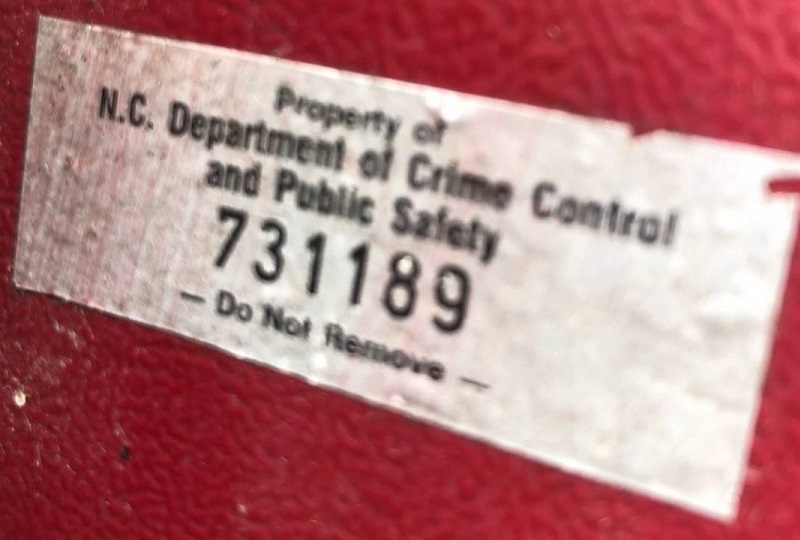 Property of
N.C. Department of Crime Control
and Public Safety
731189
— Do Not Remove —